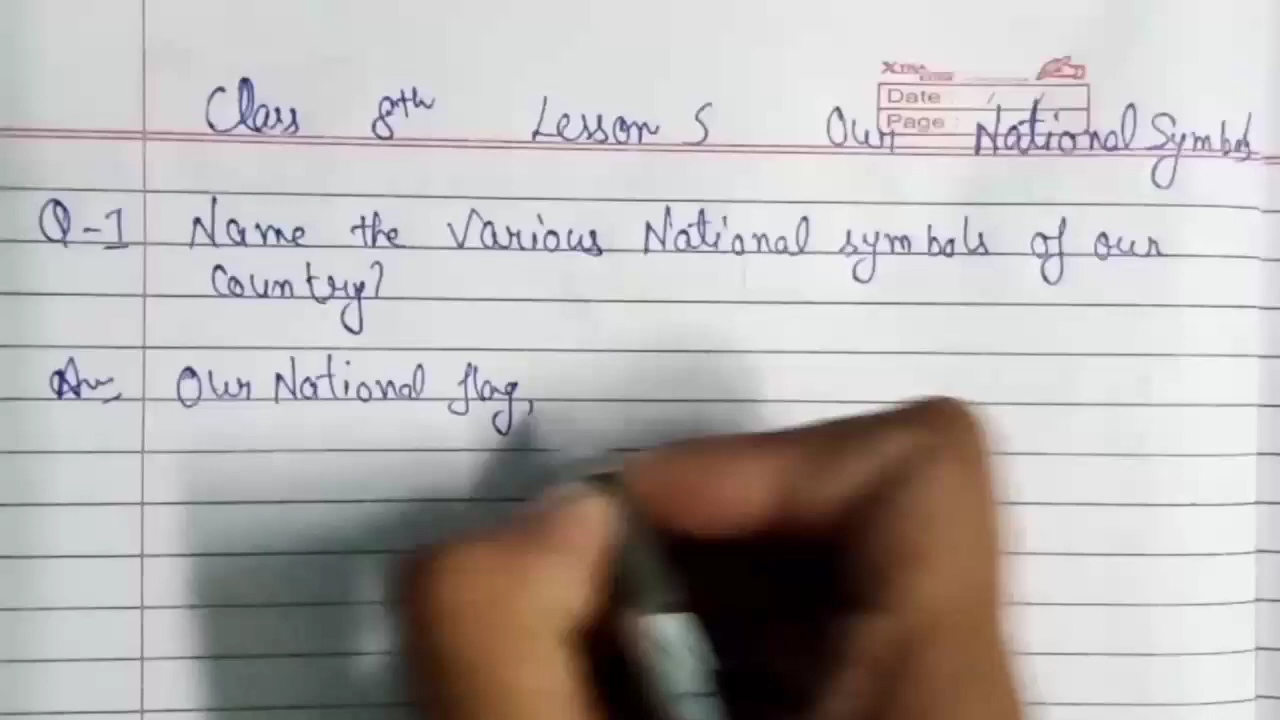 Class 8th Lesson 5 Our National Symbols
Date / /
Page :
Q-1 Name the Various National symbols of our
Country?
Ans Our National flag,